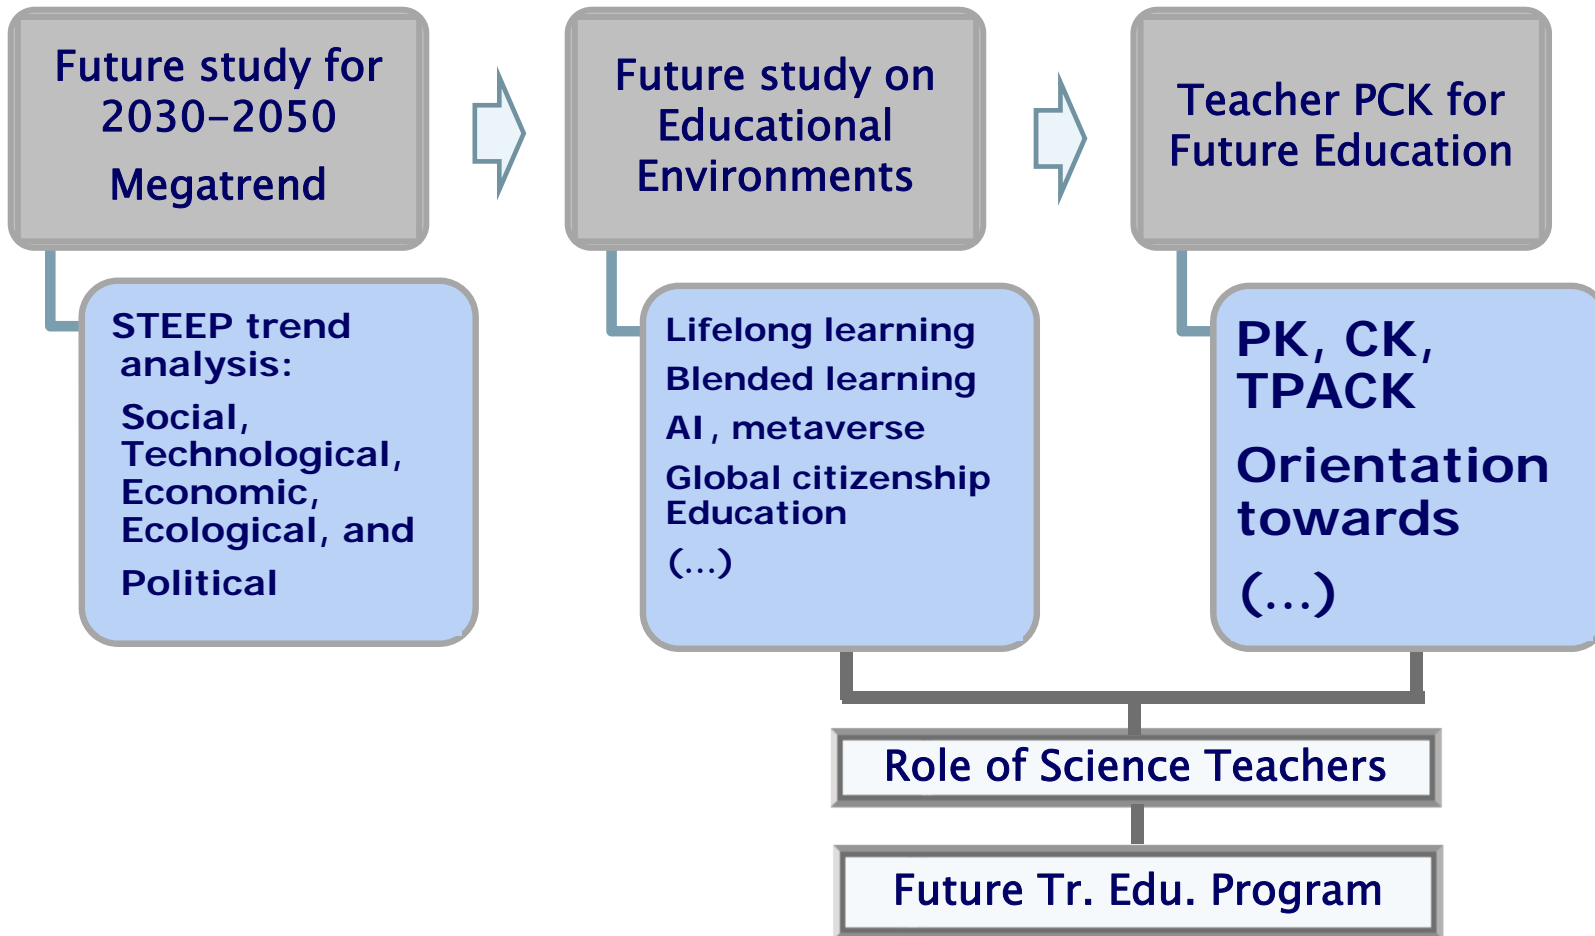 Future study for
2030-2050
Megatrend
STEEP trend
analysis:
Social,
Technological,
Economic,
Ecological, and
Political
Future study on
Educational
Environments
Lifelong learning
Blended learning
AI, metaverse
Global citizenship
Education
(...)
Teacher PCK for
Future Education
PK, CK,
TPACK
Orientation
towards
(...)
Role of Science Teachers
Future Tr. Edu. Program